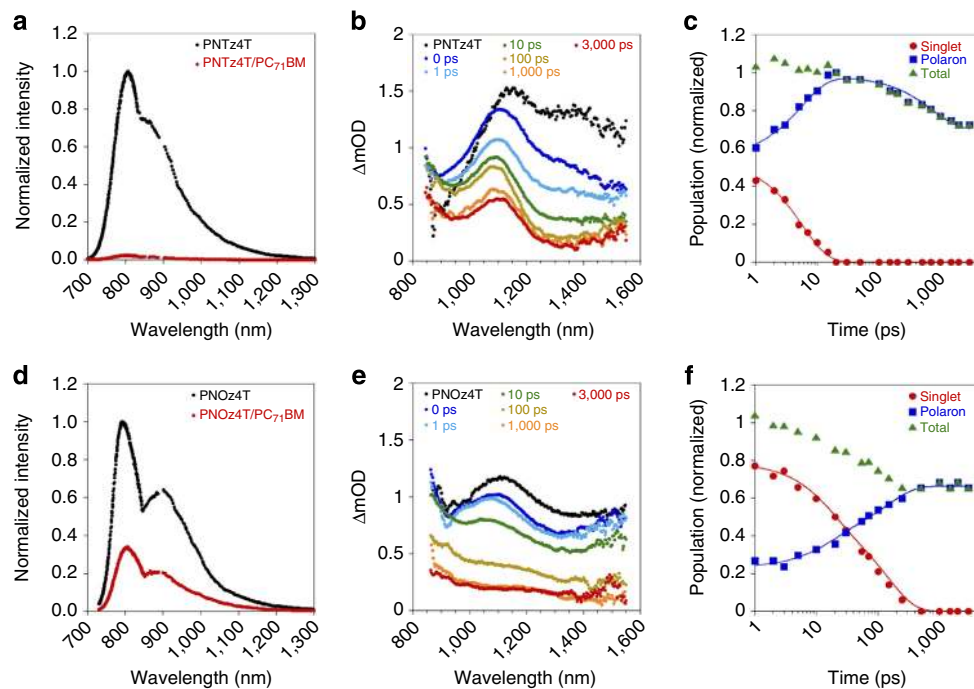 a
PNTz4T
PNTz4T/PC71BM
Normalized intensity
1.2
1.0
0.8
0.6
0.4
0.2
0.0
700
800
900
1,000
1,100
1,200
1,300
Wavelength (nm)
b
PNTz4T
0 ps
1 ps
10 ps
100 ps
1,000 ps
3,000 ps
ΔmOD
2
1.5
1
0.5
0
800
1,000
1,200
1,400
1,600
Wavelength (nm)
c
Singlet
Polaron
Total
Population (normalized)
1.2
1
0.8
0.6
0.4
0.2
0
1
10
100
1,000
Time (ps)
d
PNOz4T
PNOz4T/PC71BM
Normalized intensity
1.2
1.0
0.8
0.6
0.4
0.2
0.0
700
800
900
1,000
1,100
1,200
1,300
Wavelength (nm)
e
PNOz4T
0 ps
1 ps
10 ps
100 ps
1,000 ps
3,000 ps
ΔmOD
2
1.5
1
0.5
0
800
1,000
1,200
1,400
1,600
Wavelength (nm)
f
Singlet
Polaron
Total
Population (normalized)
1.2
1
0.8
0.6
0.4
0.2
0
1
10
100
1,000
Time (ps)